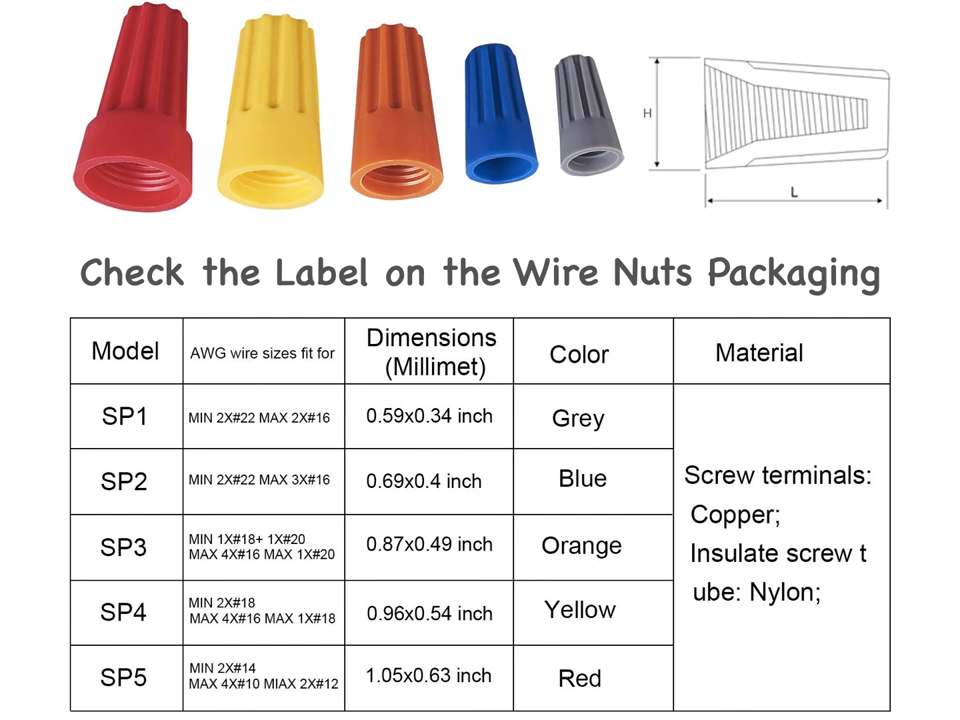 H
L
Check the Label on the Wire Nuts Packaging
Model
AWG wire sizes fit for
Dimensions
(Millimet)
Color
Material
SP1
MIN 2X#22 MAX 2X#16
0.59x0.34 inch
Grey
SP2
MIN 2X#22 MAX 3X#16
0.69x0.4 inch
Blue
SP3
MIN 1X#18+ 1X#20
MAX 4X#16 MAX 1X#20
0.87x0.49 inch
Orange
SP4
MIN 2X#18
MAX 4X#16 MAX 1X#18
0.96x0.54 inch
Yellow
SP5
MIN 2X#14
MAX 4X#10 MIAX 2X#12
1.05x0.63 inch
Red
Screw terminals:
Copper;
Insulate screw t
ube: Nylon;